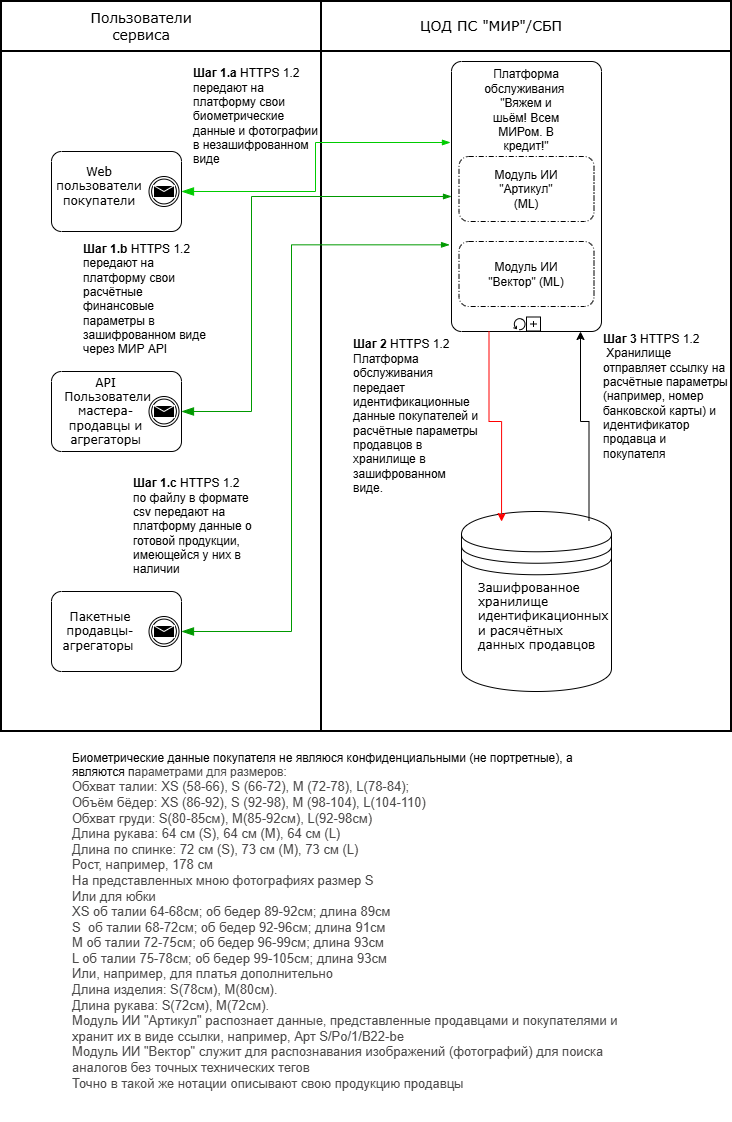 Пользователи
сервиса
ЦОД ПС "МИР"/СБП
Шаг 1.a HTTPS 1.2
передают на
платформу свои
биометрические
данные и фотографии
в незашифрованном
виде
Платформа
обслуживания
"Вяжем и
шьём! Всем
МИРом. В
кредит!"
Web
пользователи
покупатели
Модуль ИИ
"Артикул"
(ML)
Шаг 1.b HTTPS 1.2
передают на
платформу свои
расчётные
финансовые
параметры в
зашифрованном виде
через МИР API
Модуль ИИ
"Вектор" (ML)
API
Пользователи
мастера-
продавцы и
агрегаторы
Шаг 2 HTTPS 1.2
Платформа
обслуживания
передает
идентификационные
данные покупателей и
расчётные параметры
продавцов в
хранилище в
зашифрованном
виде.
Шаг 3 HTTPS 1.2
Хранилище
отправляет ссылку на
расчётные параметры
(например, номер
банковской карты) и
идентификатор
продавца и
покупателя
Шаг 1.c HTTPS 1.2
по файлу в формате
csv передают на
платформу данные о
готовой продукции,
имеющейся у них в
наличии
Пакетные
продавцы-
агрегаторы
Зашифрованное
хранилище
идентификационных
и расячётных
данных продавцов
Биометрические данные покупателя не являюся конфиденциальными (не портретные), а
являются параметрами для размеров:
Обхват талии: XS (58-66), S (66-72), M (72-78), L(78-84);
Объём бёдер: XS (86-92), S (92-98), M (98-104), L(104-110)
Обхват груди: S(80-85см), M(85-92см), L(92-98см)
Длина рукава: 64 см (S), 64 см (M), 64 см (L)
Длина по спинке: 72 см (S), 73 см (M), 73 см (L)
Рост, например, 178 см
На представленных мною фотографиях размер S
Или для юбки
XS об талии 64-68см; об бедер 89-92см; длина 89см
S  об талии 68-72см; об бедер 92-96см; длина 91см
M об талии 72-75см; об бедер 96-99см; длина 93см
L об талии 75-78см; об бедер 99-105см; длина 93см
Или, например, для платья дополнительно
Длина изделия: S(78см), M(80см).
Длина рукава: S(72см), M(72см).
Модуль ИИ "Артикул" распознает данные, представленные продавцами и покупателями и
хранит их в виде ссылки, например, Арт S/Po/1/B22-be
Модуль ИИ "Вектор" служит для распознавания изображений (фотографий) для поиска
аналогов без точных технических тегов
Точно в такой же нотации описывают свою продукцию продавцы